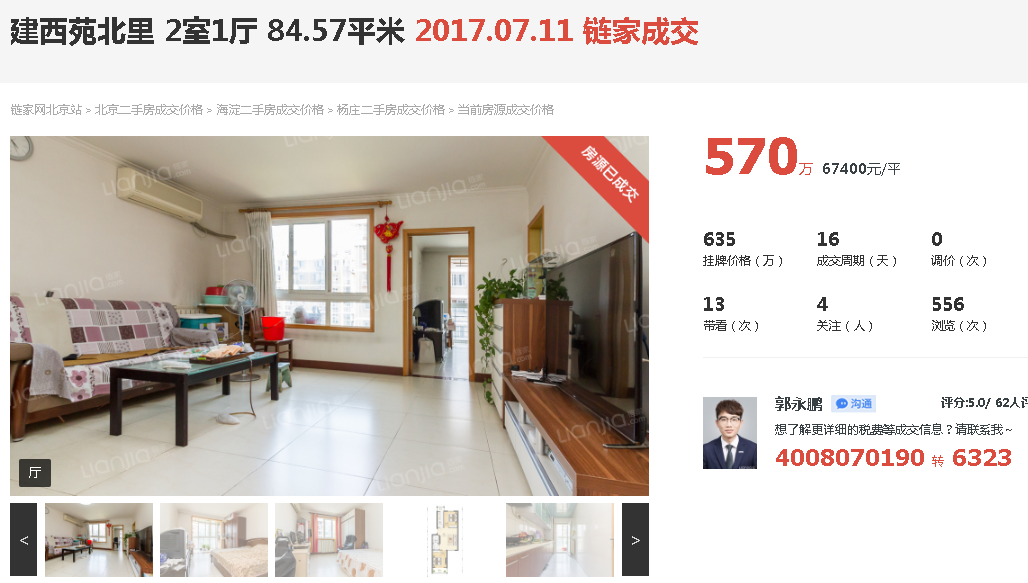 建西苑北里 2室1厅 84.57平米 2017.07.11 链家成交
链家网北京站 > 北京二手房成交价格 > 海淀二手房成交价格 > 杨庄二手房成交价格 > 当前房源成交价格
房源已成交
lianjia.com
厅
<
>
570万 67400元/平
635 16 0
挂牌价格（万） 成交周期（天） 调价（次）
13 4 556
带看（次） 关注（人） 浏览（次）
郭永鹏 沟通 评分:5.0/ 62人
想了解更详细的税费等成交信息？请联系我~
4008070190 转 6323